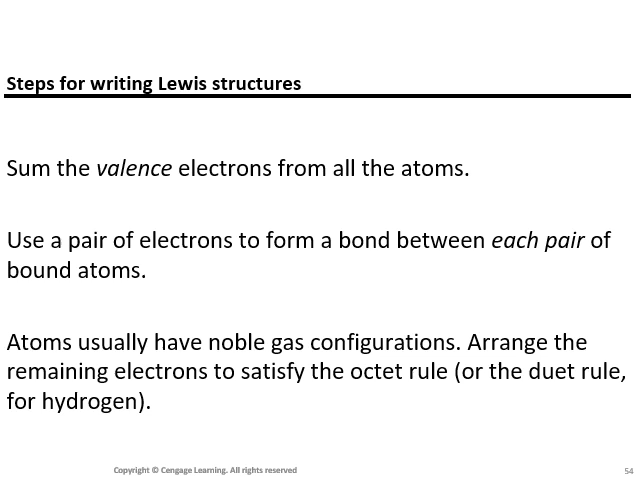 Steps for writing Lewis structures
Sum the valence electrons from all the atoms.
Use a pair of electrons to form a bond between each pair of
bound atoms.
Atoms usually have noble gas configurations. Arrange the
remaining electrons to satisfy the octet rule (or the duet rule,
for hydrogen).
Copyright © Cengage Learning. All rights reserved
54